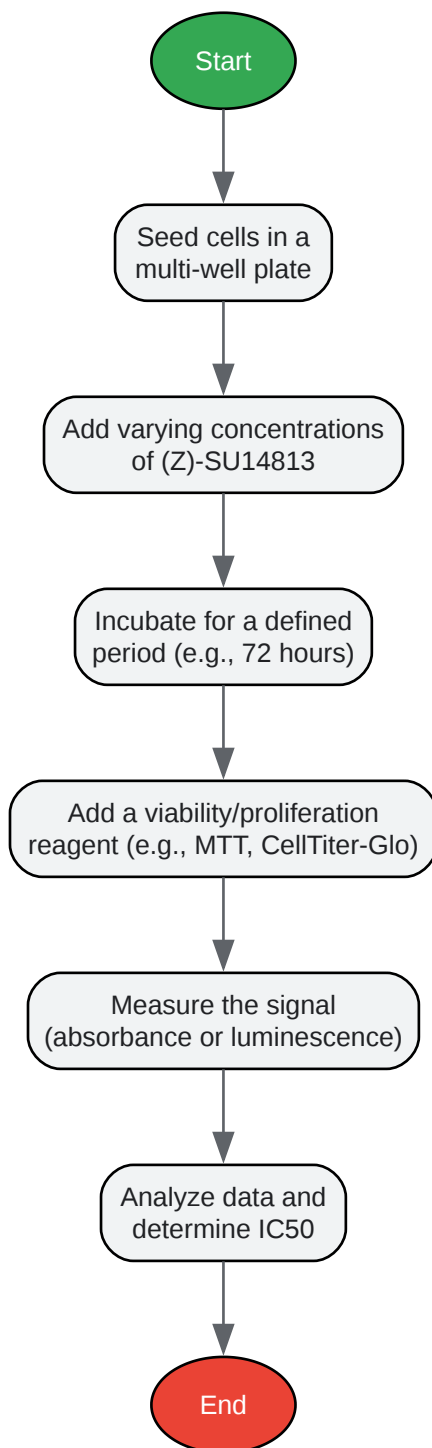 Start
Seed cells in a
multi-well plate
Add varying concentrations
of (Z)-SU14813
Incubate for a defined
period (e.g., 72 hours)
Add a viability/proliferation
reagent (e.g., MTT, CellTiter-Glo)
Measure the signal
(absorbance or luminescence)
Analyze data and
determine IC50
End